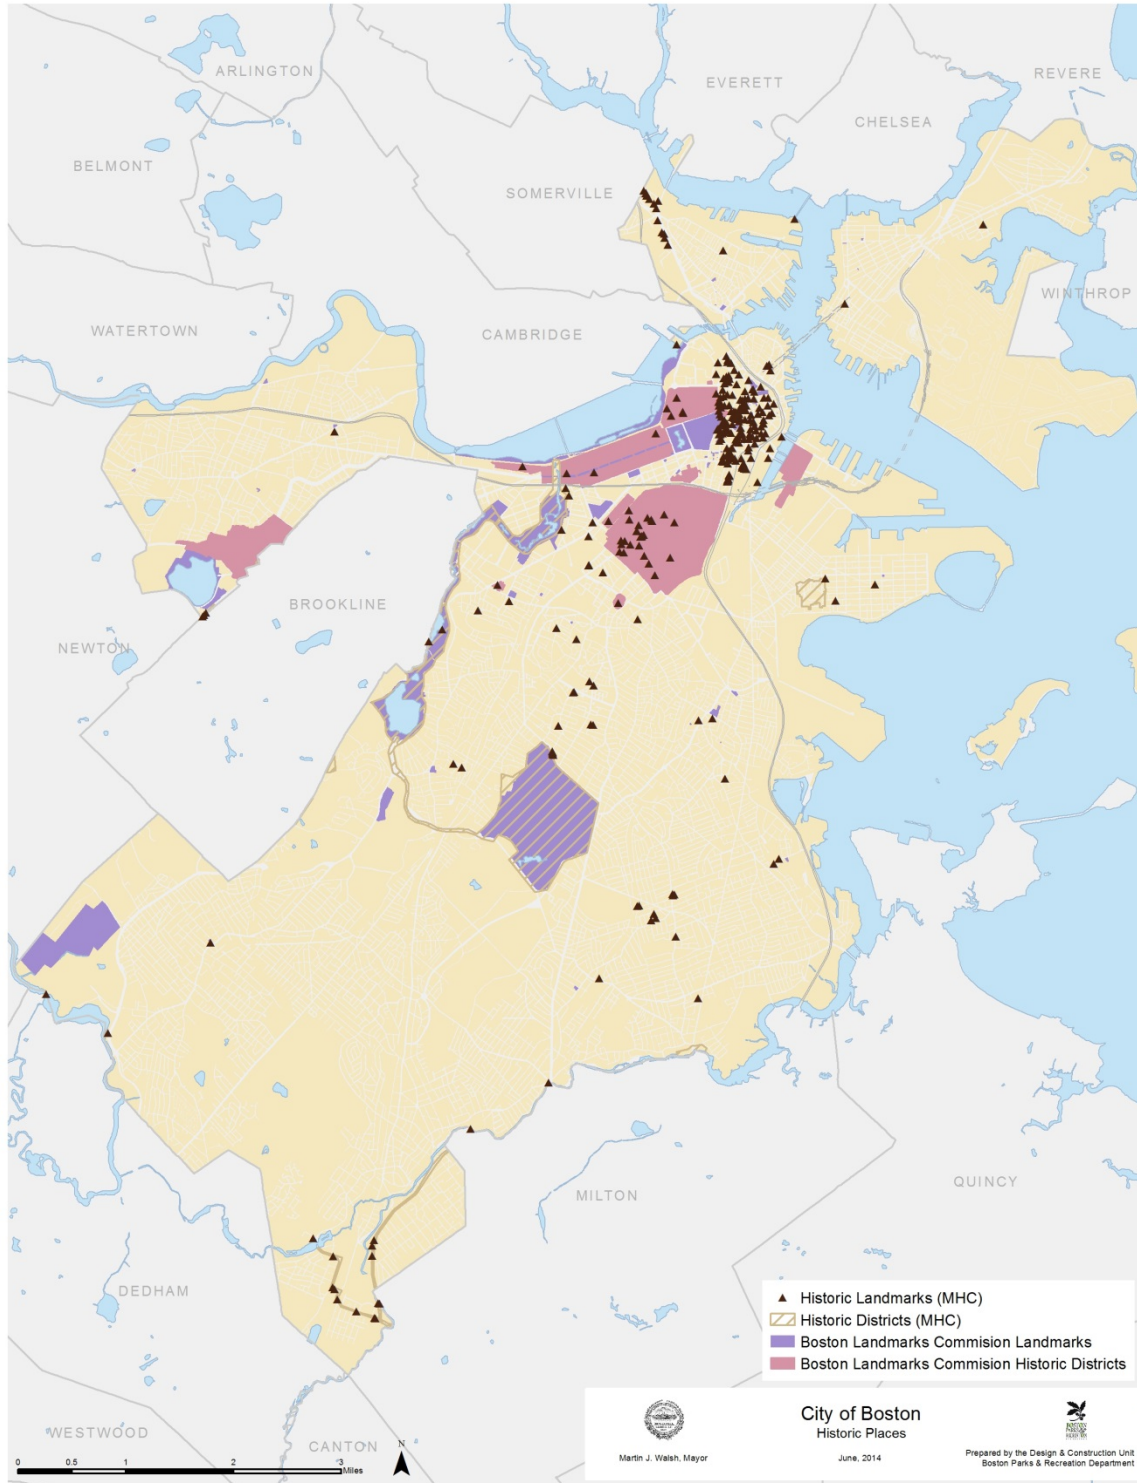 ARLINGTON
EVERETT
REVERE
CHELSEA
BELMONT
SOMERVILLE
WINTHROP
WATERTOWN
CAMBRIDGE
BROOKLINE
NEWTON
MILTON
QUINCY
DEDHAM
WESTWOOD
CANTON
Historic Landmarks (MHC)
Historic Districts (MHC)
Boston Landmarks Commision Landmarks
Boston Landmarks Commision Historic Districts
City of Boston
Historic Places
Martin J. Walsh, Mayor
June, 2014
Prepared by the Design & Construction Unit
Boston Parks & Recreation Department
N
0 0.5 1 2 3
Miles